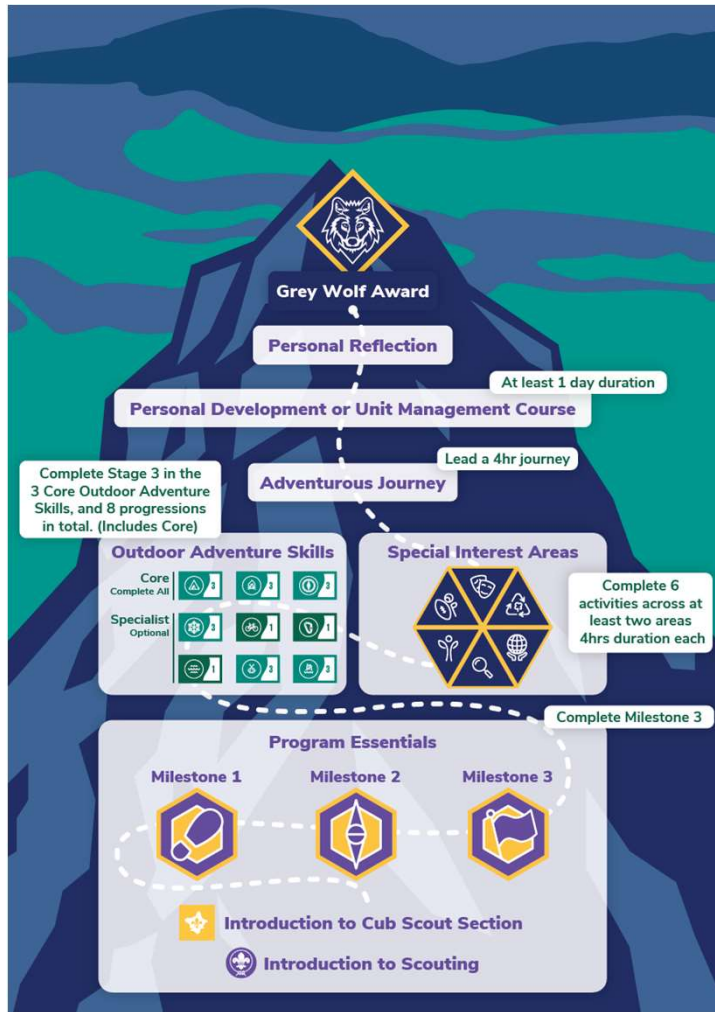 Grey Wolf Award
Personal Reflection
At least 1 day duration
Personal Development or Unit Management Course
Lead a 4hr journey
Adventurous Journey
Complete Stage 3 in the
3 Core Outdoor Adventure
Skills, and 8 progressions
in total. (Includes Core)
Outdoor Adventure Skills
Core
Complete All
3
3
3
Specialist
Optional
3
1
1
1
3
3
Special Interest Areas
Complete 6
activities across at
least two areas
4hrs duration each
Complete Milestone 3
Program Essentials
Milestone 1
Milestone 2
Milestone 3
Introduction to Cub Scout Section
Introduction to Scouting